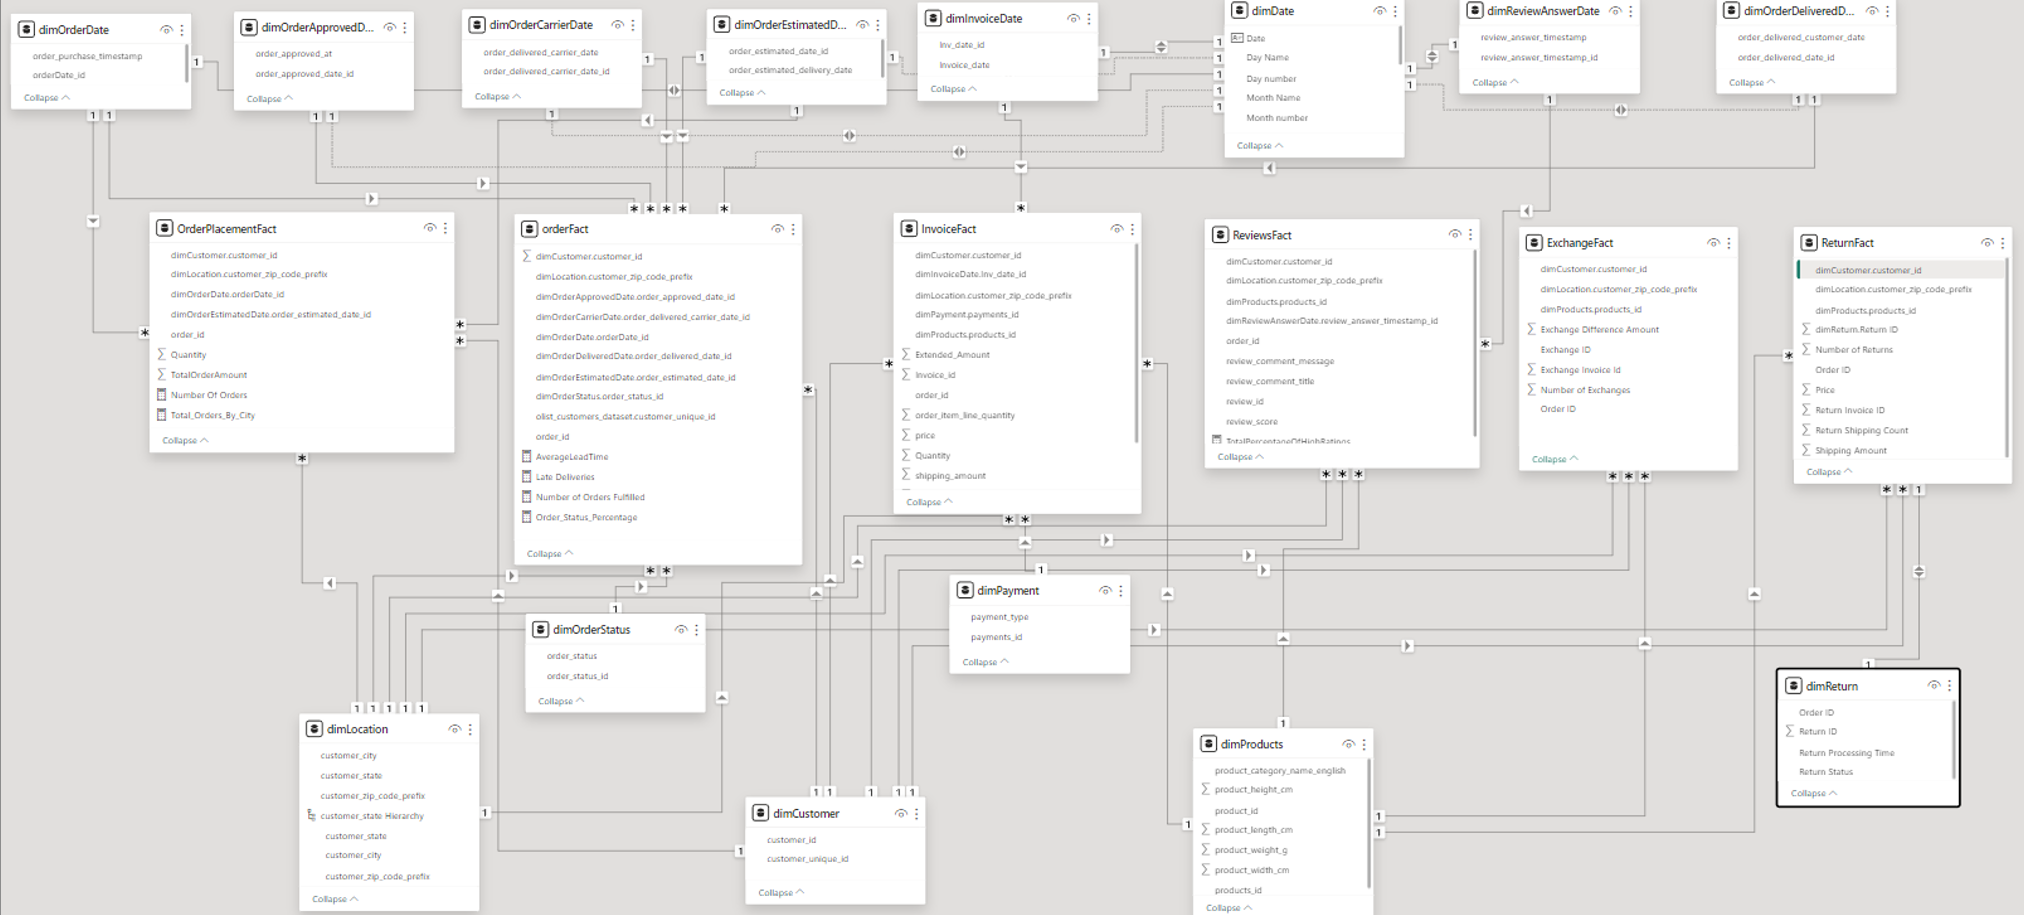 dimOrderDate
order_purchase_timestamp
orderDate_id
Collapse
dimOrderApprovedD...
order_approved_at
order_approved_date_id
Collapse
dimOrderCarrierDate
order_delivered_carrier_date
order_delivered_carrier_date_id
Collapse
dimOrderEstimatedD...
order_estimated_date_id
order_estimated_delivery_date
Collapse
dimInvoiceDate
Inv_date_id
Invoice_date
Collapse
dimDate
Date
Day Name
Day number
Month Name
Month number
Collapse
dimReviewAnswerDate
review_answer_timestamp
review_answer_timestamp_id
Collapse
dimOrderDeliveredD...
order_delivered_customer_date
order_delivered_date_id
Collapse
OrderPlacementFact
dimCustomer.customer_id
dimLocation.customer_zip_code_prefix
dimOrderDate.orderDate_id
dimOrderEstimatedDate.order_estimated_date_id
order_id
Quantity
TotalOrderAmount
Number Of Orders
Total_Orders_By_City
Collapse
orderFact
dimCustomer.customer_id
dimLocation.customer_zip_code_prefix
dimOrderApprovedDate.order_approved_date_id
dimOrderCarrierDate.order_delivered_carrier_date_id
dimOrderDate.orderDate_id
dimOrderDeliveredDate.order_delivered_date_id
dimOrderEstimatedDate.order_estimated_date_id
dimOrderStatus.order_status_id
olist_customers_dataset.customer_unique_id
order_id
AverageLeadTime
Late Deliveries
Number of Orders Fulfilled
Order_Status_Percentage
Collapse
InvoiceFact
dimCustomer.customer_id
dimInvoiceDate.Inv_date_id
dimLocation.customer_zip_code_prefix
dimPayment.payments_id
dimProducts.products_id
Extended_Amount
Invoice_id
order_id
order_item_line_quantity
price
Quantity
shipping_amount
Collapse
ReviewsFact
dimCustomer.customer_id
dimLocation.customer_zip_code_prefix
dimProducts.products_id
dimReviewAnswerDate.review_answer_timestamp_id
order_id
review_comment_message
review_comment_title
review_id
review_score
TotalPercentageOfHighRatings
Collapse
ExchangeFact
dimCustomer.customer_id
dimLocation.customer_zip_code_prefix
dimProducts.products_id
Exchange Difference Amount
Exchange ID
Exchange Invoice Id
Number of Exchanges
Order ID
Collapse
ReturnFact
dimCustomer.customer_id
dimLocation.customer_zip_code_prefix
dimProducts.products_id
dimReturn.Return ID
Number of Returns
Order ID
Price
Return Invoice ID
Return Shipping Count
Shipping Amount
Collapse
dimPayment
payment_type
payments_id
Collapse
dimOrderStatus
order_status
order_status_id
Collapse
dimReturn
Order ID
Return ID
Return Processing Time
Return Status
Collapse
dimLocation
customer_city
customer_state
customer_zip_code_prefix
customer_state Hierarchy
customer_state
customer_city
customer_zip_code_prefix
Collapse
dimCustomer
customer_id
customer_unique_id
Collapse
dimProducts
product_category_name_english
product_height_cm
product_id
product_length_cm
product_weight_g
product_width_cm
products_id
Collapse